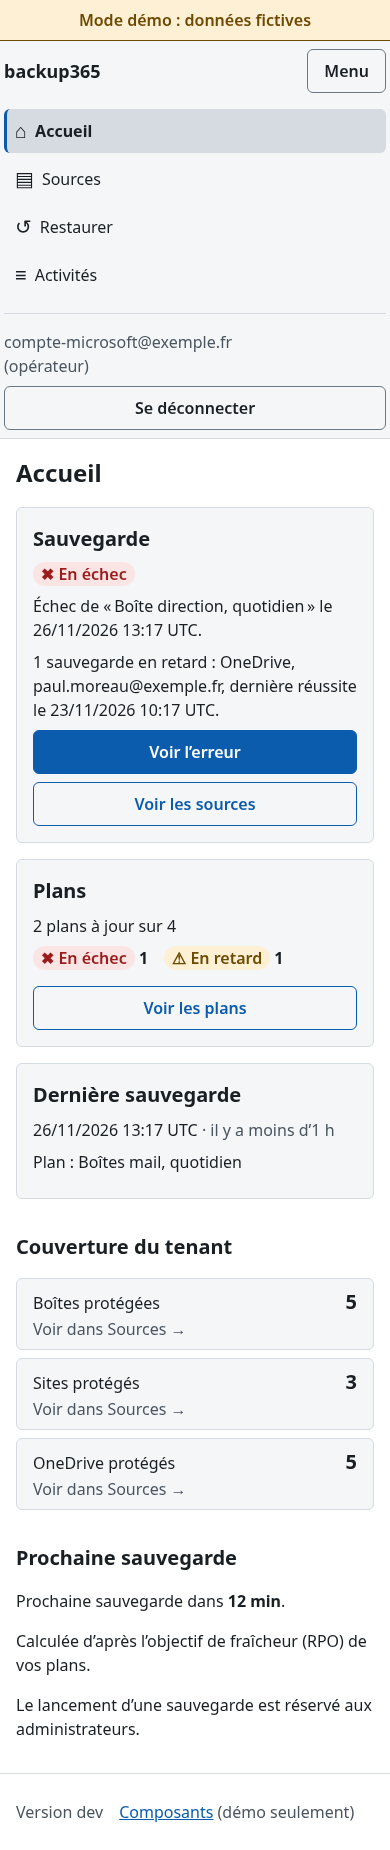 Mode démo : données fictives
backup365
Menu
⌂ Accueil
▤ Sources
↺ Restaurer
≡ Activités
compte-microsoft@exemple.fr
(opérateur)
Se déconnecter
Accueil
Sauvegarde
✖ En échec
Échec de « Boîte direction, quotidien » le
26/11/2026 13:17 UTC.
1 sauvegarde en retard : OneDrive,
paul.moreau@exemple.fr, dernière réussite
le 23/11/2026 10:17 UTC.
Voir l’erreur
Voir les sources
Plans
2 plans à jour sur 4
✖ En échec 1 ⚠ En retard 1
Voir les plans
Dernière sauvegarde
26/11/2026 13:17 UTC · il y a moins d’1 h
Plan : Boîtes mail, quotidien
Couverture du tenant
Boîtes protégées 5
Voir dans Sources →
Sites protégés 3
Voir dans Sources →
OneDrive protégés 5
Voir dans Sources →
Prochaine sauvegarde
Prochaine sauvegarde dans 12 min.
Calculée d’après l’objectif de fraîcheur (RPO) de
vos plans.
Le lancement d’une sauvegarde est réservé aux
administrateurs.
Version dev Composants (démo seulement)